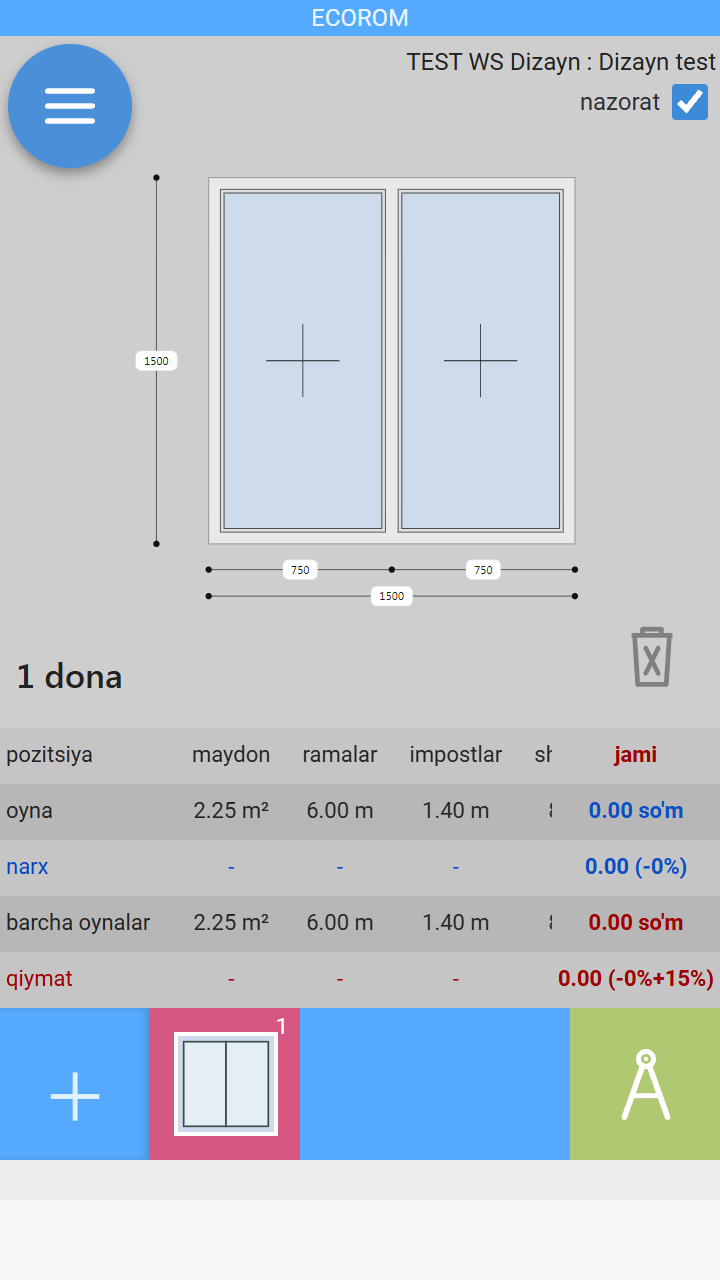 ECOROM
TEST WS Dizayn : Dizayn test
nazorat
1500
750 750
1500
1 dona
pozitsiya maydon ramalar impostlar jami
oyna 2.25 m² 6.00 m 1.40 m 0.00 so'm
narx - - - 0.00 (-0%)
barcha oynalar 2.25 m² 6.00 m 1.40 m 0.00 so'm
qiymat - - - 0.00 (-0%+15%)
1